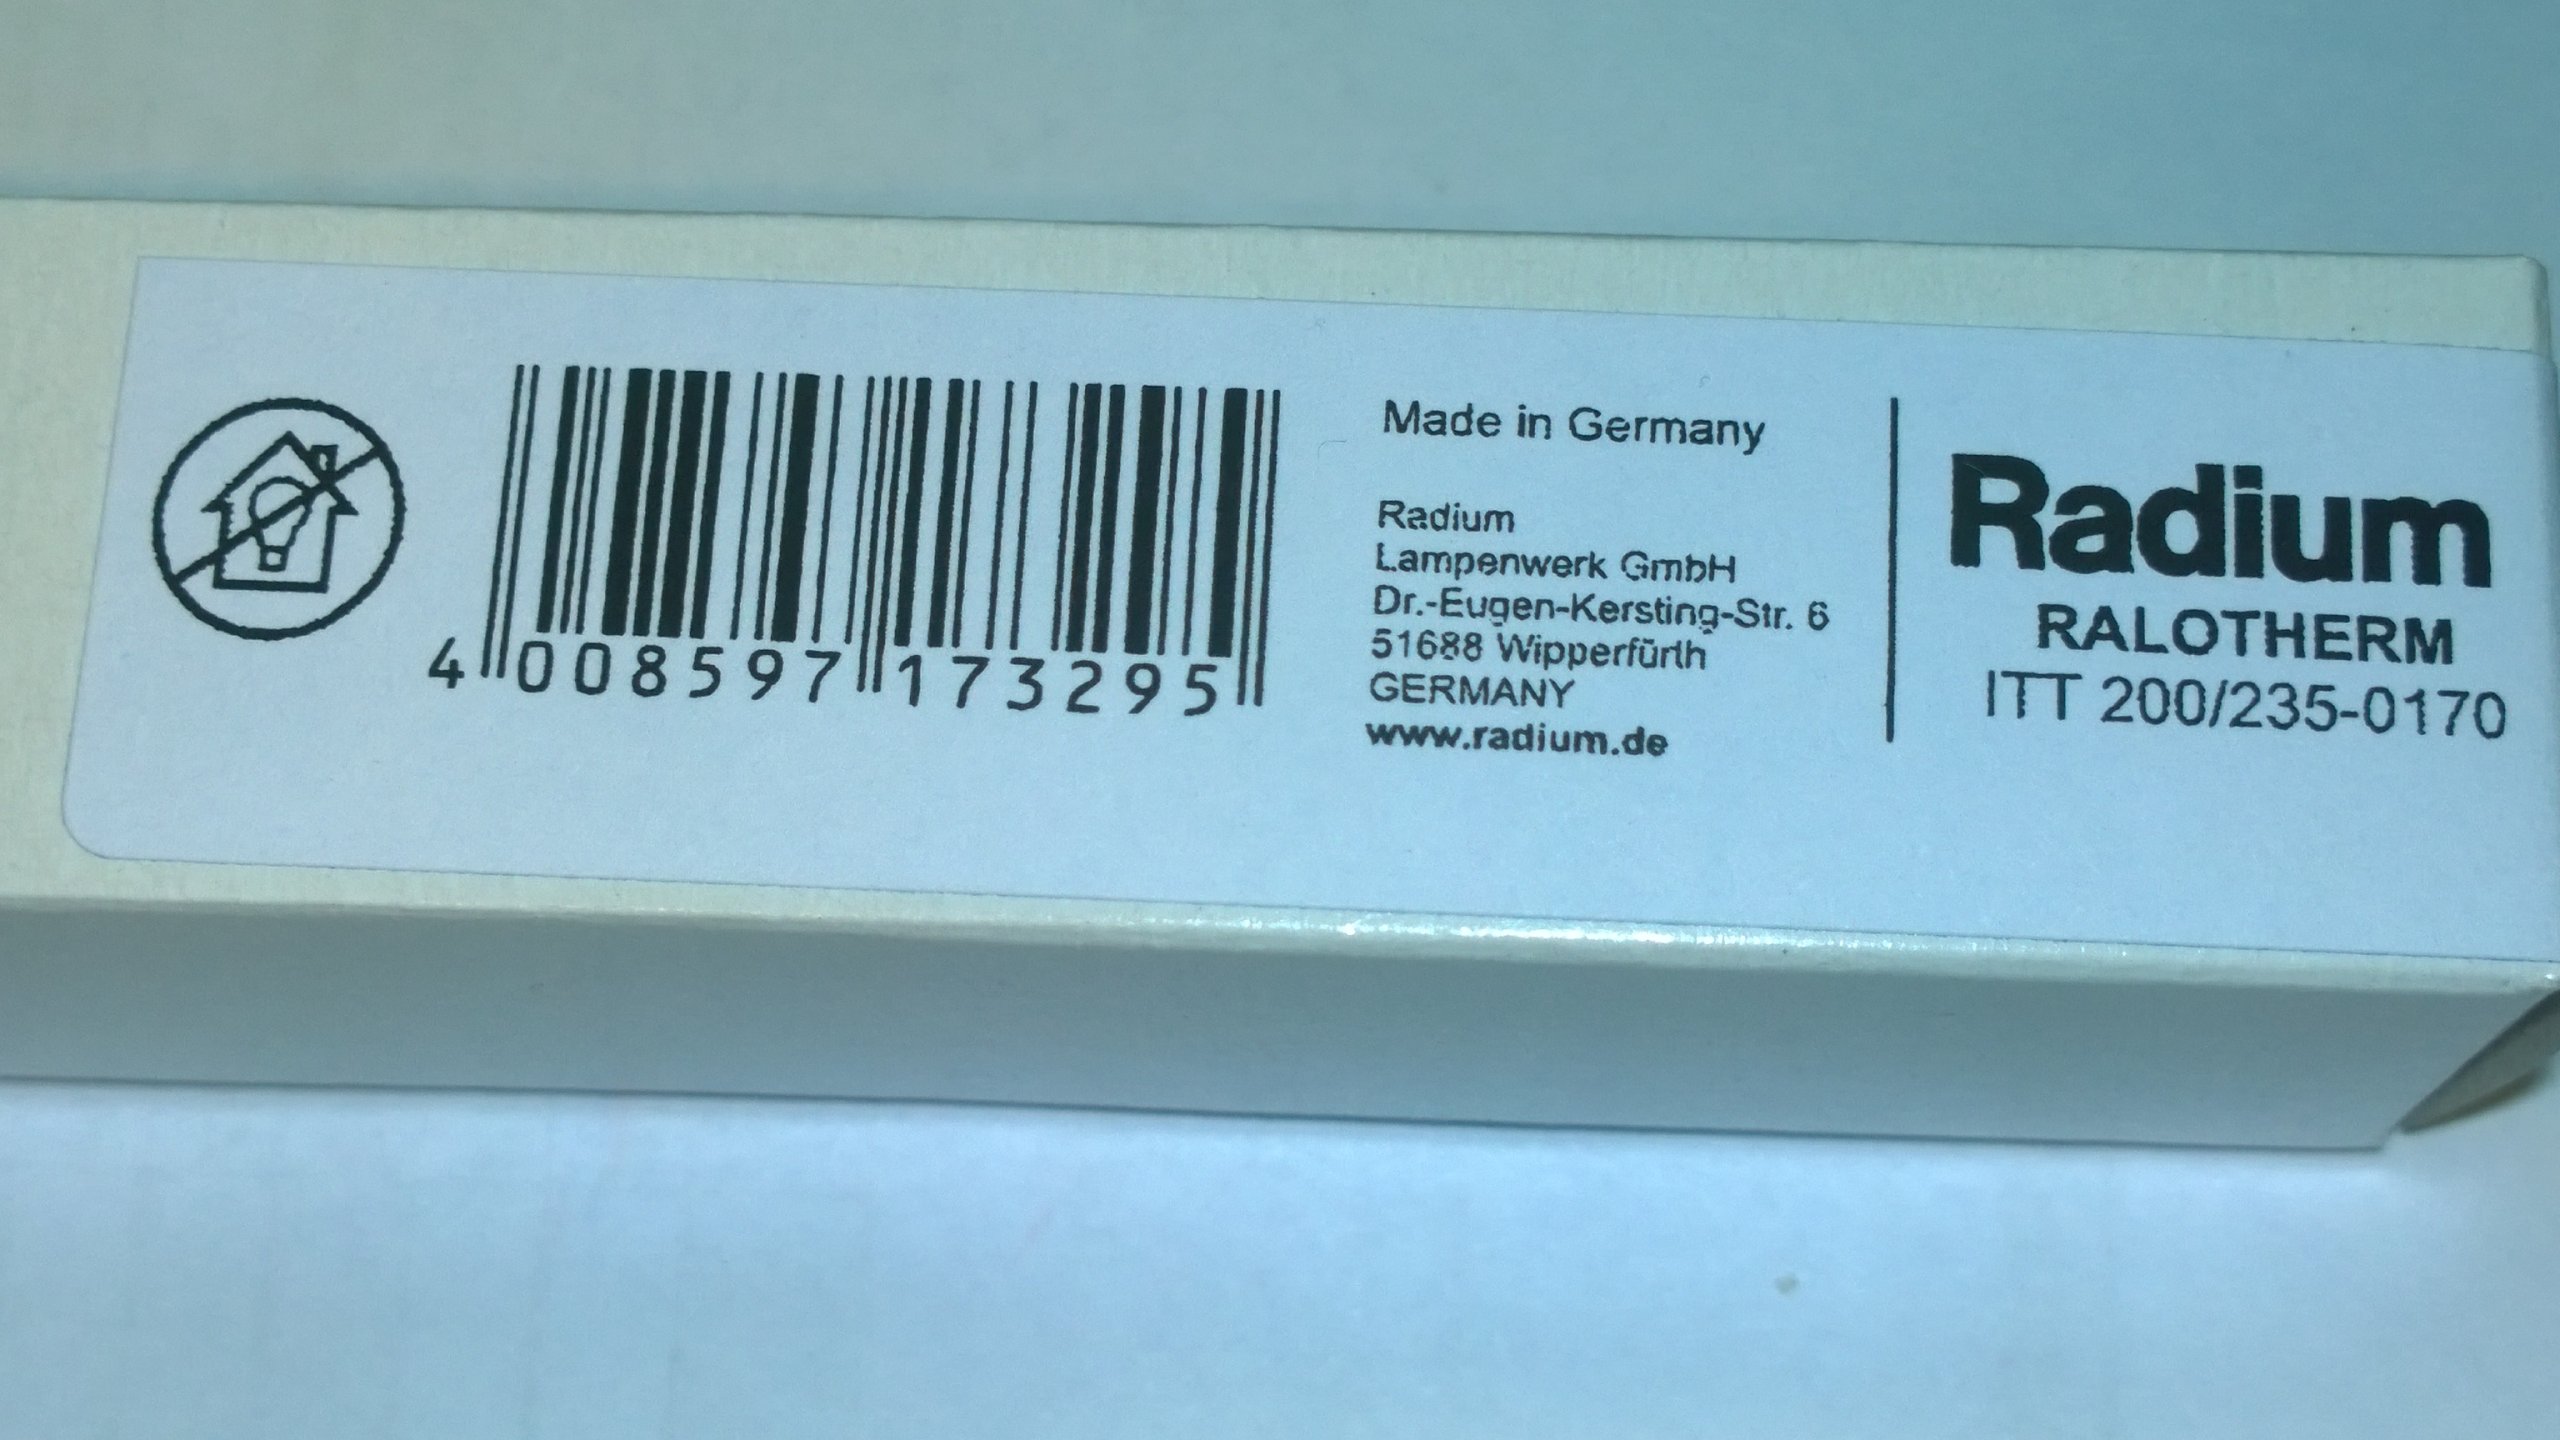 4 008597 173295
Made in Germany
Radium
Lampenwerk GmbH
Dr.-Eugen-Kersting-Str. 6
51688 Wipperfürth
GERMANY
www.radium.de
Radium
RALOTHERM
ITT 200/235-0170